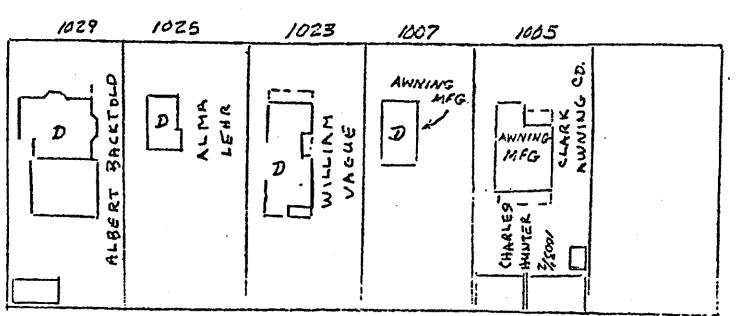 1029 1025 1023 1007 1005
D
ALBERT BACKTOLD
D
ALMA
LEHR
D
WILLIAM
VAGUE
AWNING
MFG.
D
AWNING
MFG
CLARK
AWNING CO.
CHARLES
HUNTER